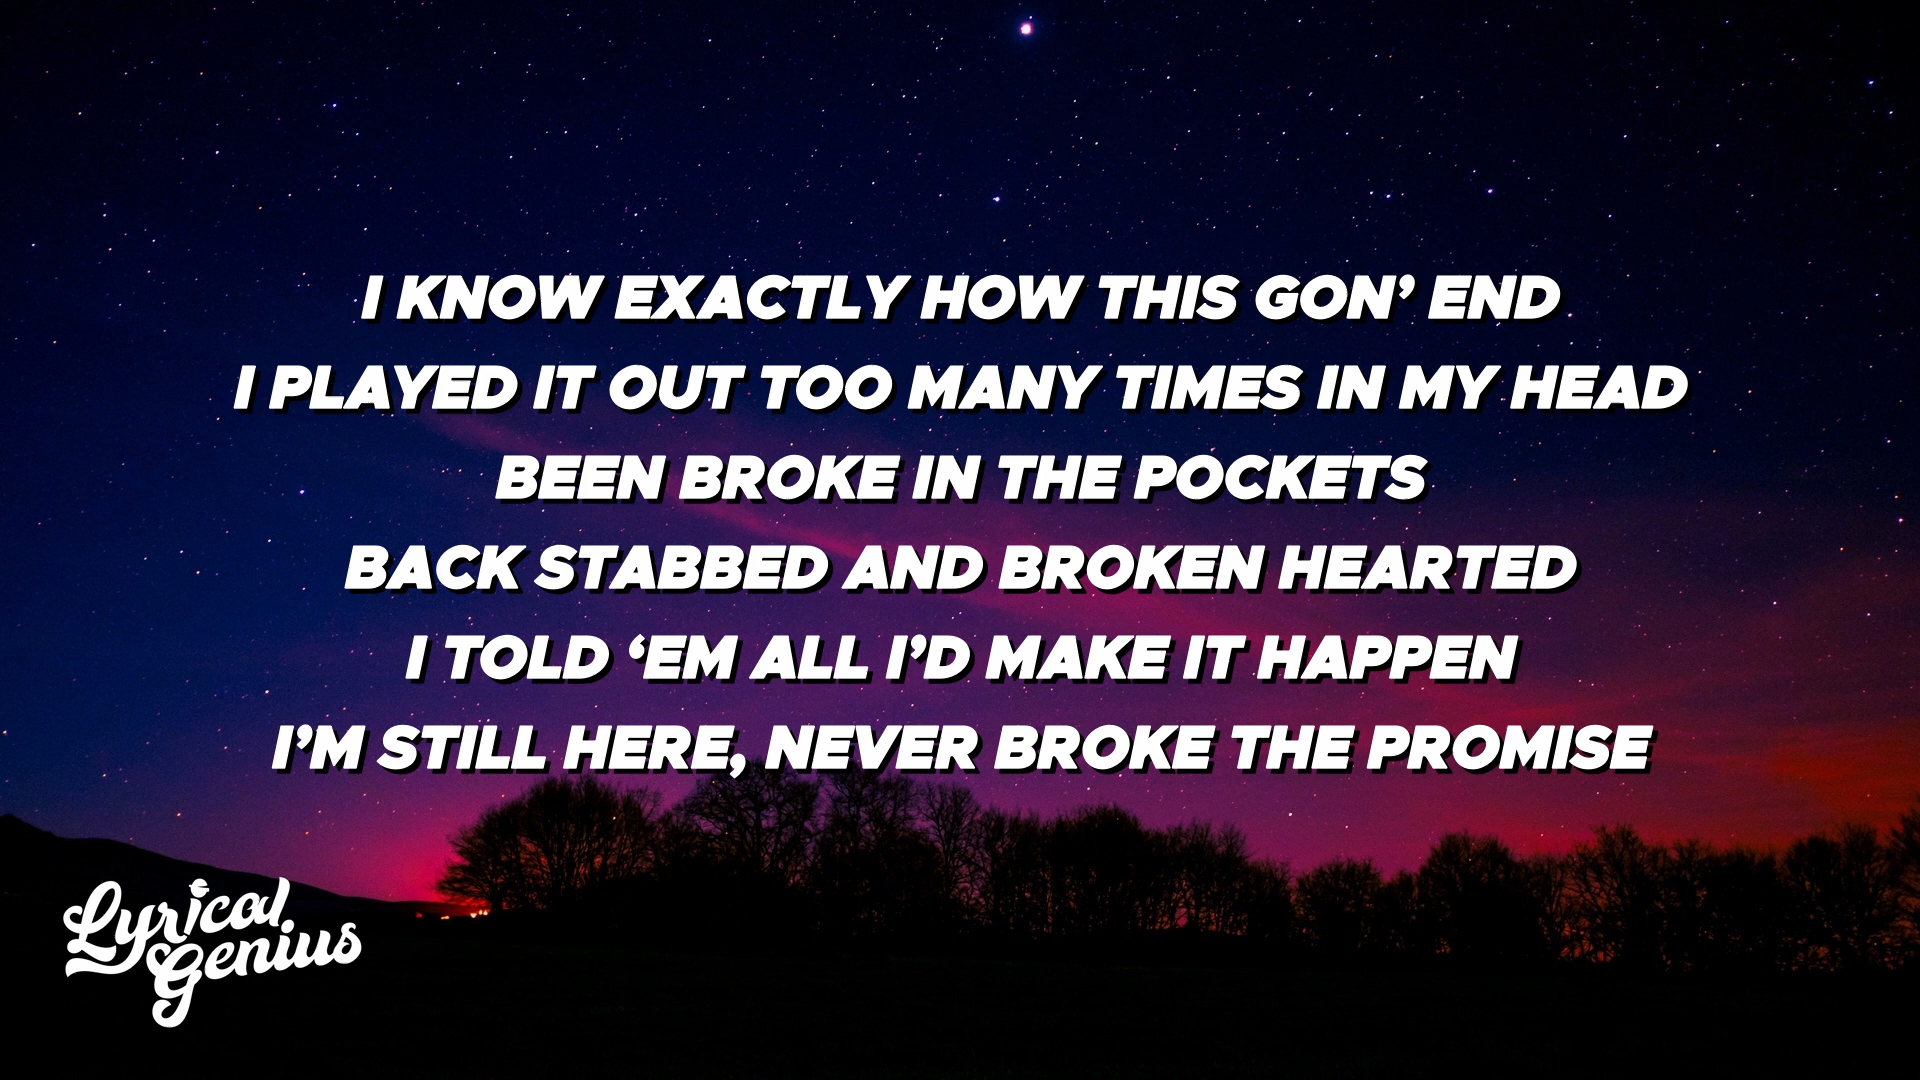 I KNOW EXACTLY HOW THIS GON’ END
I PLAYED IT OUT TOO MANY TIMES IN MY HEAD
BEEN BROKE IN THE POCKETS
BACK STABBED AND BROKEN HEARTED
I TOLD ‘EM ALL I’D MAKE IT HAPPEN
I’M STILL HERE, NEVER BROKE THE PROMISE
Lyrical
Genius